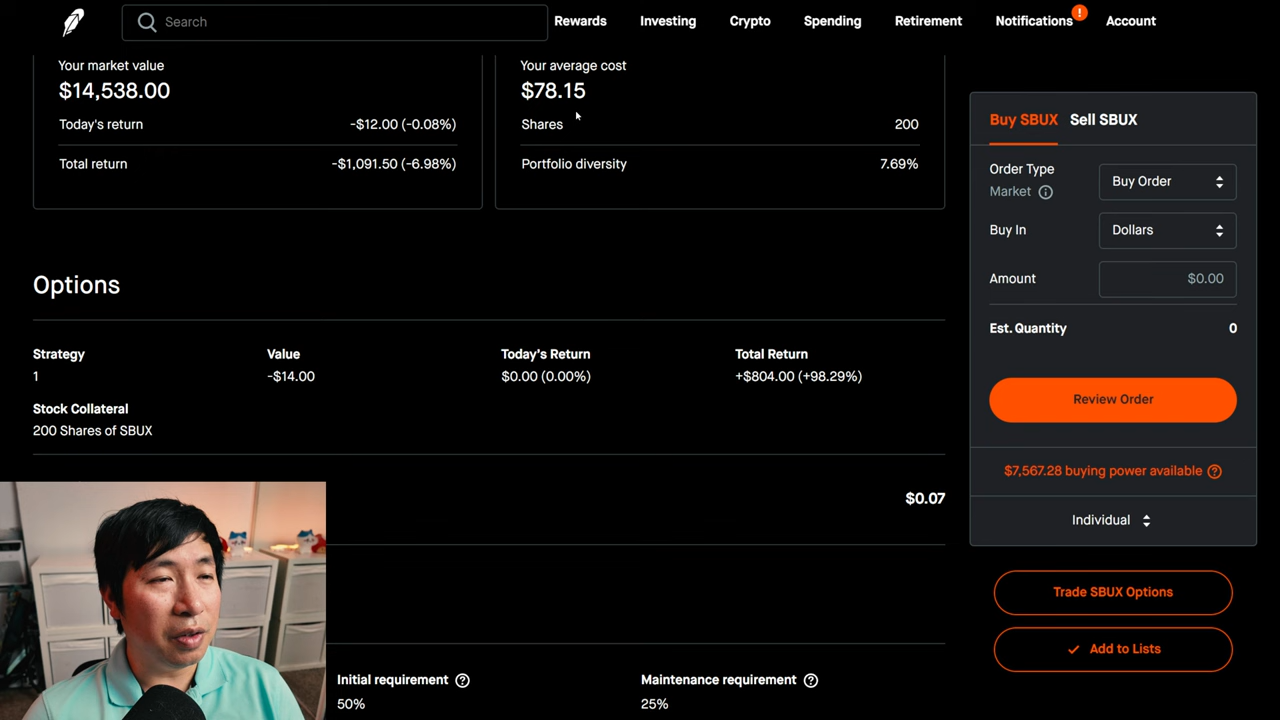 Search
Rewards
Investing
Crypto
Spending
Retirement
Notifications
!
Account
Your market value
$14,538.00
Today's return -$12.00 (-0.08%)
Total return -$1,091.50 (-6.98%)
Your average cost
$78.15
Shares 200
Portfolio diversity 7.69%
Buy SBUX Sell SBUX
Order Type
Market
Buy Order
Buy In Dollars
Amount $0.00
Est. Quantity 0
Review Order
$7,567.28 buying power available ?
Individual
Trade SBUX Options
Add to Lists
Options
Strategy Value Today's Return Total Return
1 -$14.00 $0.00 (0.00%) +$804.00 (+98.29%)
Stock Collateral
200 Shares of SBUX
$0.07
Initial requirement ? Maintenance requirement ?
50% 25%